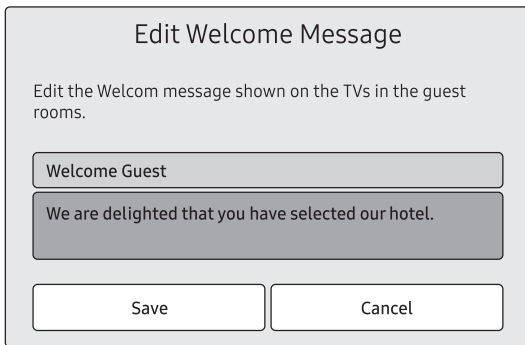 Edit Welcome Message
Edit the Welcom message shown on the TVs in the guest
rooms.
Welcome Guest
We are delighted that you have selected our hotel.
Save
Cancel